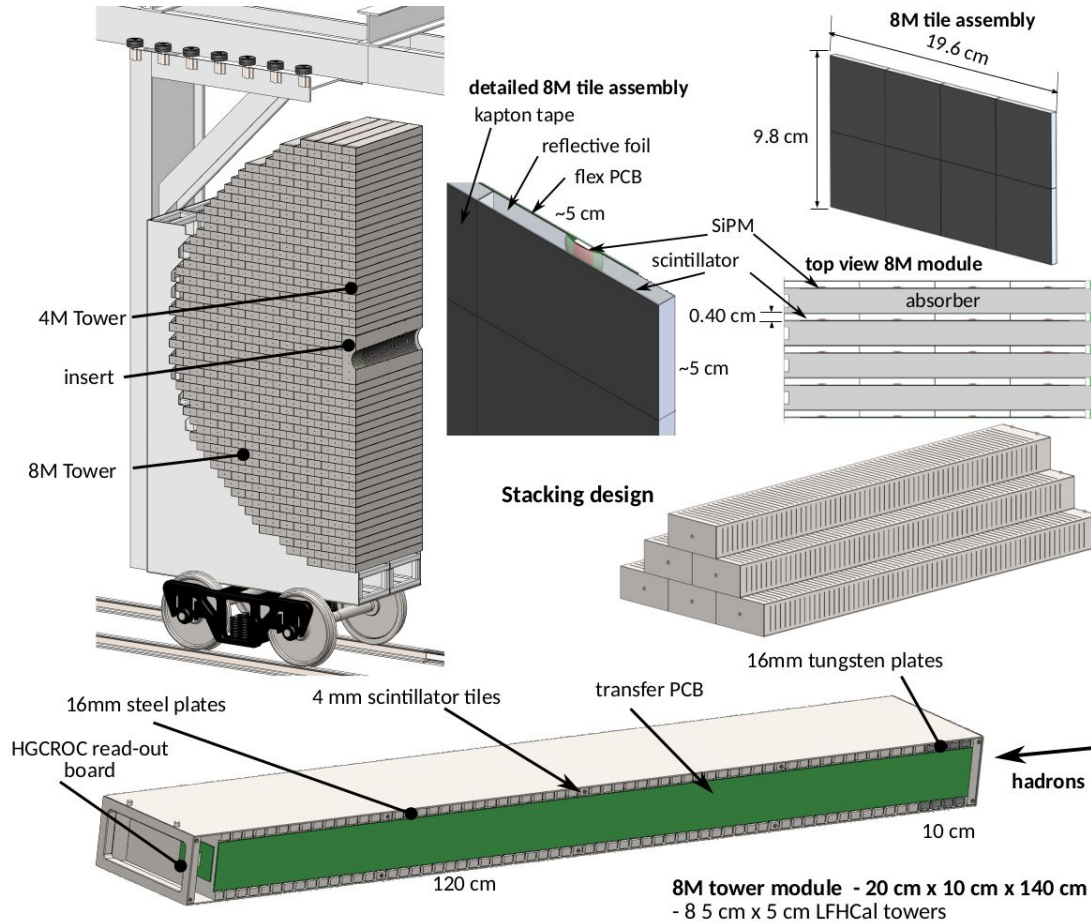 8M tile assembly
19.6 cm
9.8 cm
detailed 8M tile assembly
kapton tape
reflective foil
flex PCB
~5 cm
SiPM
scintillator
~5 cm
top view 8M module
absorber
0.40 cm
4M Tower
insert
8M Tower
Stacking design
16mm tungsten plates
transfer PCB
4 mm scintillator tiles
16mm steel plates
HGCROC read-out
board
hadrons
10 cm
120 cm
8M tower module - 20 cm x 10 cm x 140 cm
- 8 5 cm x 5 cm LFHCal towers